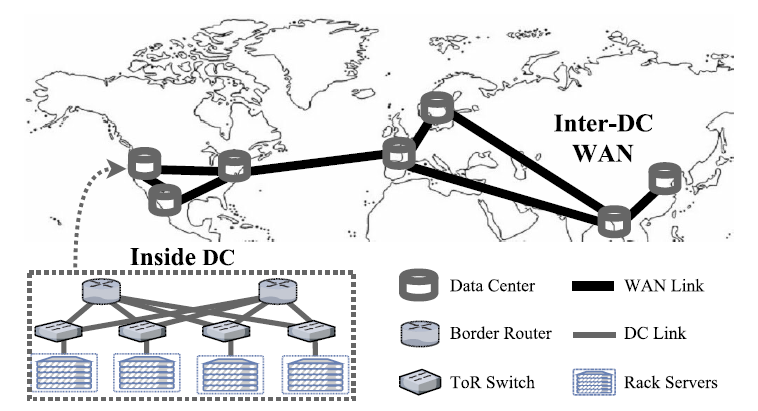 Inter-DC
WAN
Inside DC
Data Center
WAN Link
Border Router
DC Link
ToR Switch
Rack Servers